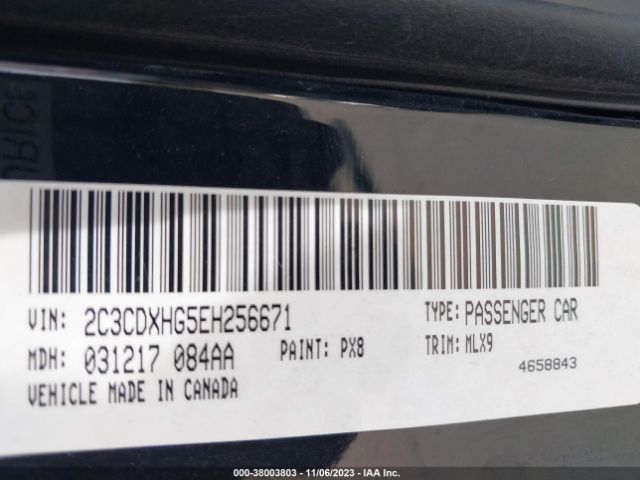 VIN: 2C3CDXHG5EH256671 TYPE: PASSENGER CAR
MDH: 031217 084AA PAINT: PX8 TRIM: MLX9
4658843
VEHICLE MADE IN CANADA
000-38003803 - 11/06/2023 - IAA Inc.